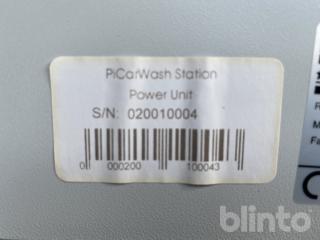 PiCarWash Station
Power Unit
S/N: 020010004
0 000200 100043
blinto